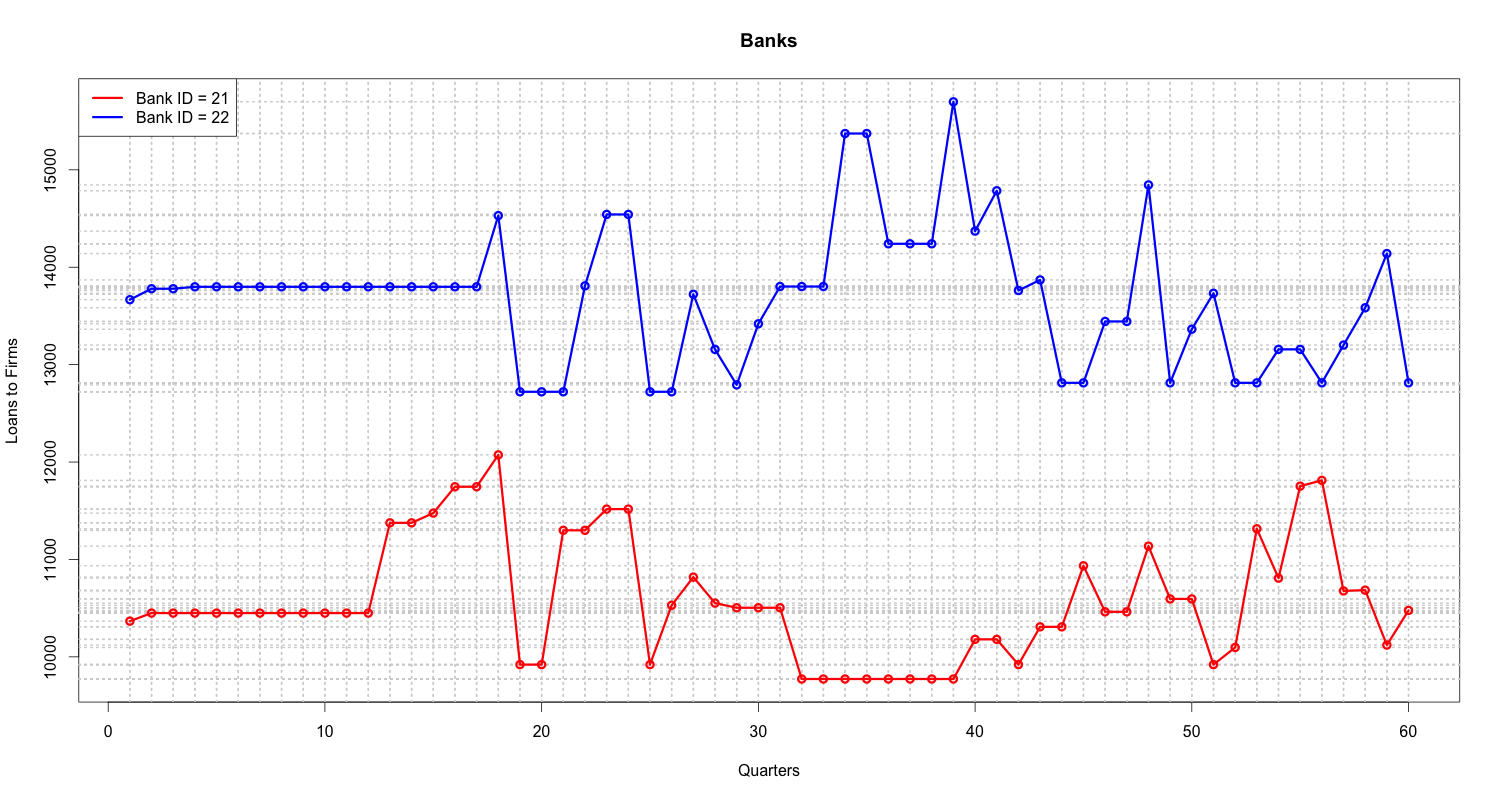 Banks
Bank ID = 21
Bank ID = 22
Loans to Firms
15000
14000
13000
12000
11000
10000
0 10 20 30 40 50 60
Quarters